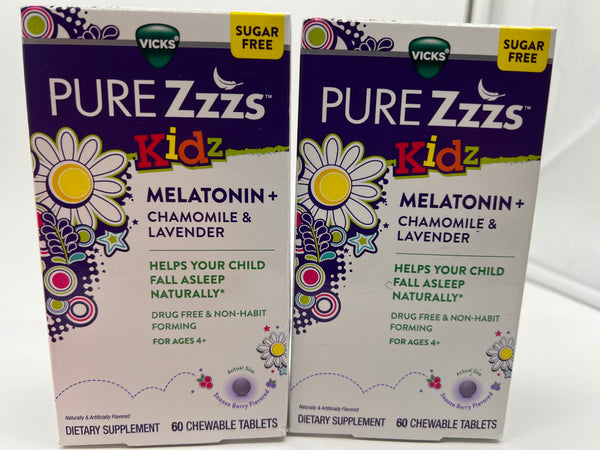 SUGAR
FREE
VICKS®
PURE Zzzs™
Kidz
MELATONIN +
CHAMOMILE &
LAVENDER
HELPS YOUR CHILD
FALL ASLEEP
NATURALLY*
DRUG FREE & NON-HABIT
FORMING
FOR AGES 4+
Actual Size
Snooze Berry Flavored
Naturally & Artificially Flavored
DIETARY SUPPLEMENT 60 CHEWABLE TABLETS
SUGAR
FREE
VICKS®
PURE Zzzs™
Kidz
MELATONIN +
CHAMOMILE &
LAVENDER
HELPS YOUR CHILD
FALL ASLEEP
NATURALLY*
DRUG FREE & NON-HABIT
FORMING
FOR AGES 4+
Actual Size
Snooze Berry Flavored
Naturally & Artificially Flavored
DIETARY SUPPLEMENT 60 CHEWABLE TABLETS